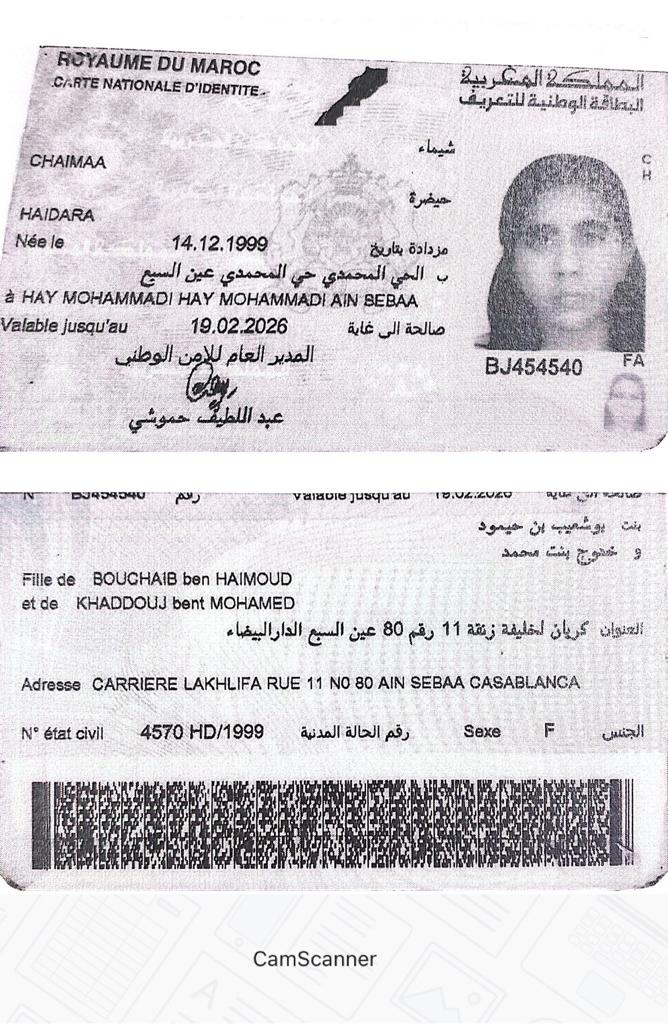 ROYAUME DU MAROC
CARTE NATIONALE D'IDENTITE
المملكة المغربية
البطاقة الوطنية للتعريف
شيماء
CHAIMAA
C
H
حيضرة
HAIDARA
Née le 14.12.1999 مزدادة بتاريخ
ب الحي المحمدي حي المحمدي عين السبع
à HAY MOHAMMADI HAY MOHAMMADI AIN SEBAA
Valable jusqu'au 19.02.2026 صالحة الى غاية
المدير العام للأمن الوطني
عبد اللطيف حموشي
BJ454540
FA
N° BJ454540 رقم Valable jusqu'au 19.02.2026 صالحة الى غاية
بنت بوشعيب بن حيمود
و خدوج بنت محمد
Fille de BOUCHAIB ben HAIMOUD
et de KHADDOUJ bent MOHAMED
العنوان كريان لخليفة زنقة 11 رقم 80 عين السبع الدارالبيضاء
Adresse CARRIERE LAKHLIFA RUE 11 N0 80 AIN SEBAA CASABLANCA
N° état civil 4570 HD/1999 رقم الحالة المدنية Sexe F الجنس
CamScanner